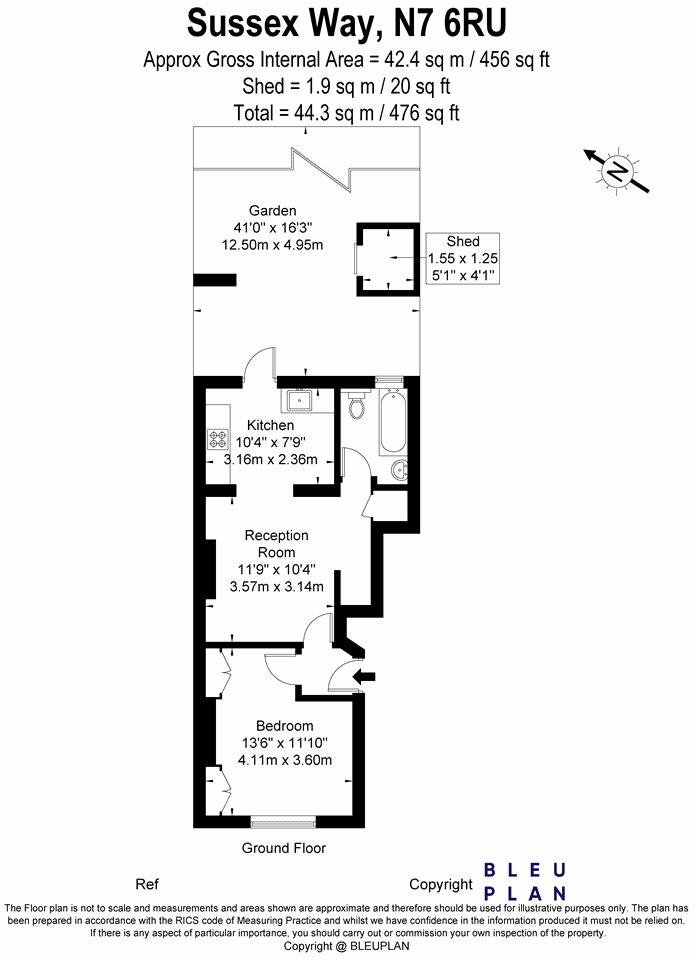 Sussex Way, N7 6RU
Approx Gross Internal Area = 42.4 sq m / 456 sq ft
Shed = 1.9 sq m / 20 sq ft
Total = 44.3 sq m / 476 sq ft
N
Garden
41'0" x 16'3"
12.50m x 4.95m
Shed
1.55 x 1.25
5'1" x 4'1"
Kitchen
10'4" x 7'9"
3.16m x 2.36m
Reception
Room
11'9" x 10'4"
3.57m x 3.14m
Bedroom
13'6" x 11'10"
4.11m x 3.60m
Ground Floor
Ref
Copyright
BLEU
PLAN
The Floor plan is not to scale and measurements and areas shown are approximate and therefore should be used for illustrative purposes only. The plan has
been prepared in accordance with the RICS code of Measuring Practice and whilst we have confidence in the information produced it must not be relied on.
If there is any aspect of particular importance, you should carry out or commission your own inspection of the property.
Copyright @ BLEUPLAN